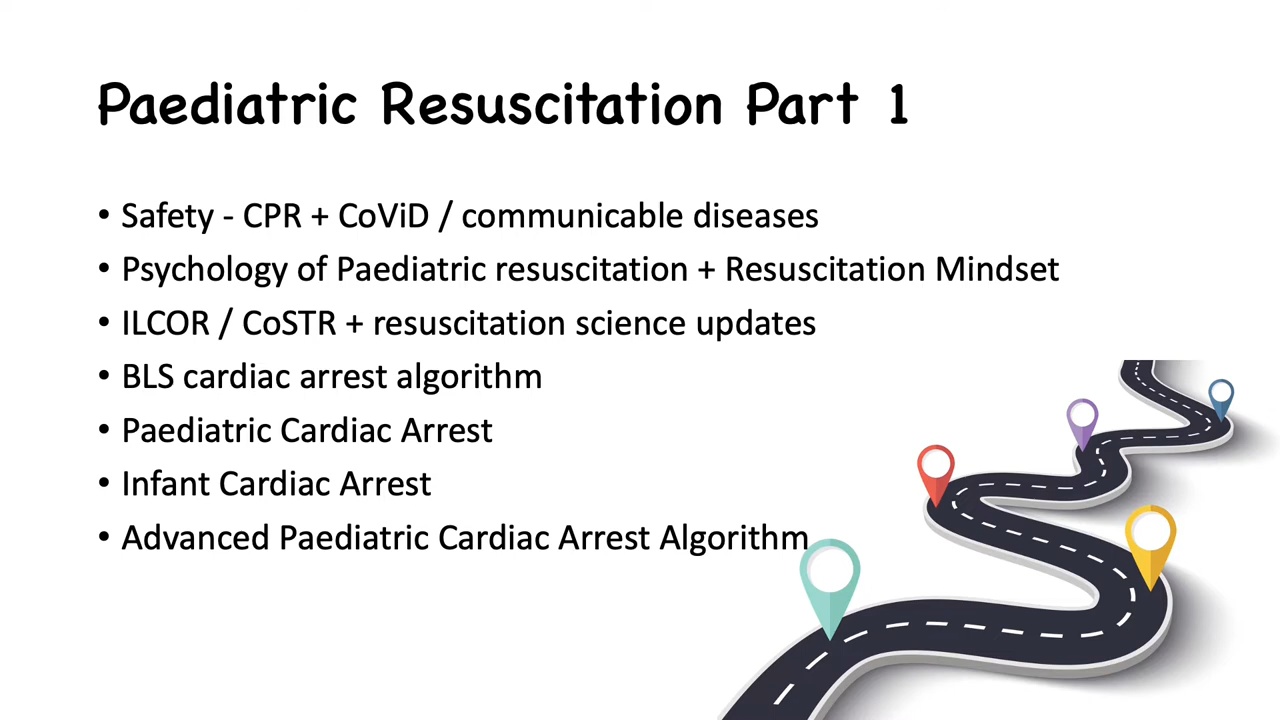 Paediatric Resuscitation Part 1
• Safety - CPR + CoViD / communicable diseases
• Psychology of Paediatric resuscitation + Resuscitation Mindset
• ILCOR / CoSTR + resuscitation science updates
• BLS cardiac arrest algorithm
• Paediatric Cardiac Arrest
• Infant Cardiac Arrest
• Advanced Paediatric Cardiac Arrest Algorithm